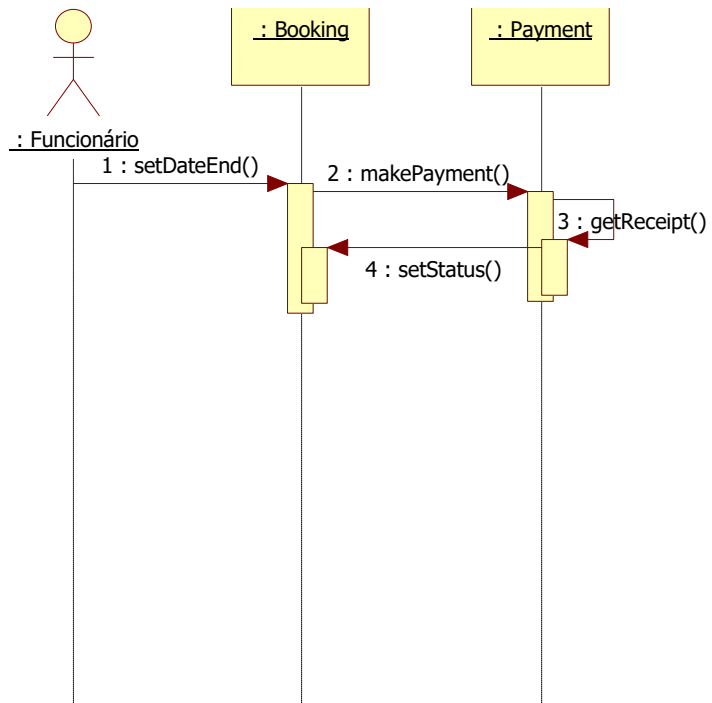 : Booking
: Payment
: Funcionário
1 : setDateEnd()
2 : makePayment()
3 : getReceipt()
4 : setStatus()